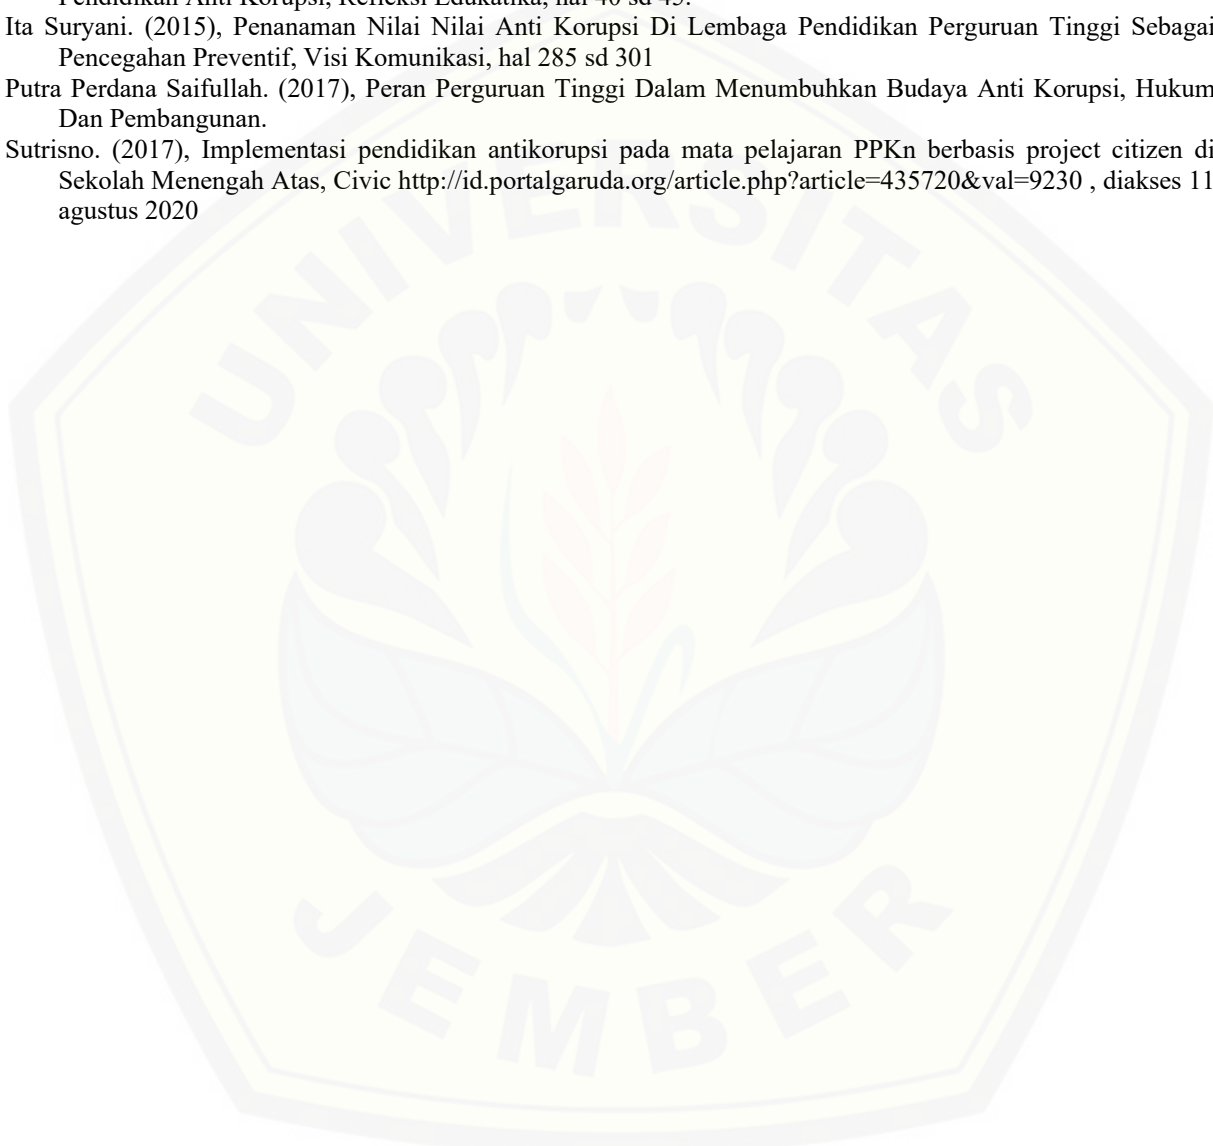 Pendidikan Anti Korupsi, Refleksi Edukatika, hal 40 sd 45.
Ita Suryani. (2015), Penanaman Nilai Nilai Anti Korupsi Di Lembaga Pendidikan Perguruan Tinggi Sebagai
Pencegahan Preventif, Visi Komunikasi, hal 285 sd 301
Putra Perdana Saifullah. (2017), Peran Perguruan Tinggi Dalam Menumbuhkan Budaya Anti Korupsi, Hukum
Dan Pembangunan.
Sutrisno. (2017), Implementasi pendidikan antikorupsi pada mata pelajaran PPKn berbasis project citizen di
Sekolah Menengah Atas, Civic http://id.portalgaruda.org/article.php?article=435720&val=9230 , diakses 11
agustus 2020
UNIVERSITAS
JEMBER